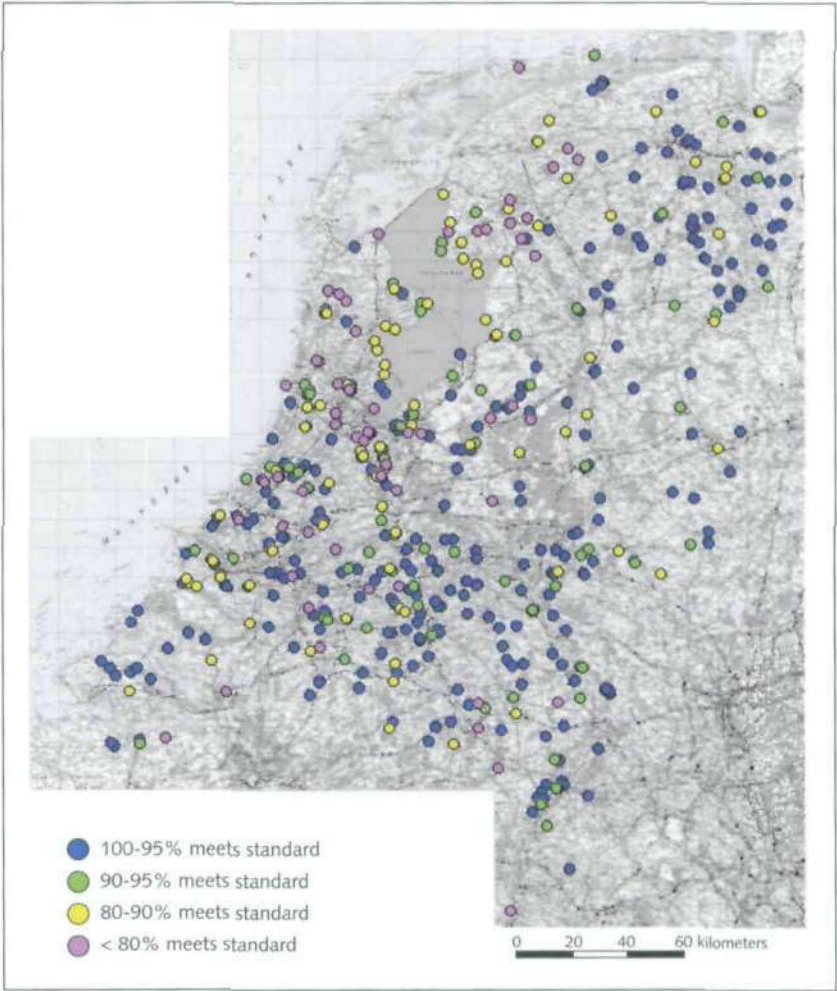 100-95% meets standard
90-95% meets standard
80-90% meets standard
< 80% meets standard
0 20 40 60 kilometers